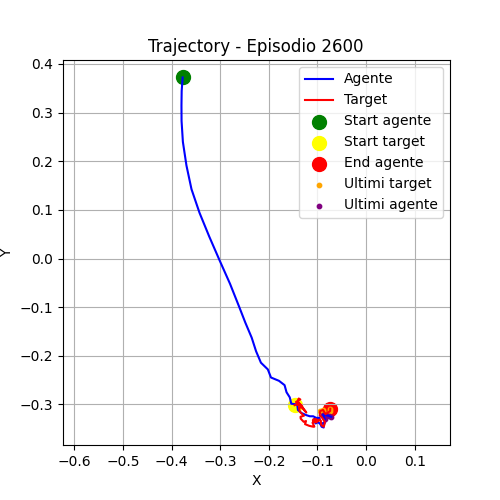 Trajectory - Episodio 2600
Agente
Target
Start agente
Start target
End agente
Ultimi target
Ultimi agente
0.4
0.3
0.2
0.1
0.0
−0.1
−0.2
−0.3
Y
−0.6 −0.5 −0.4 −0.3 −0.2 −0.1 0.0 0.1
X